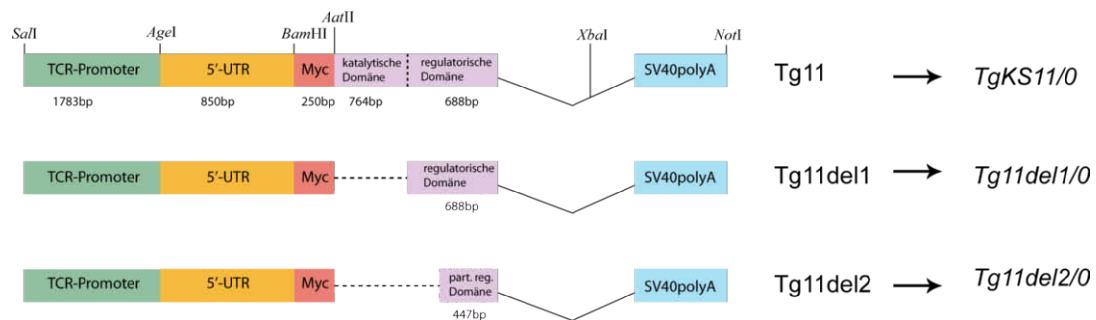 SalI AgeI BamHI AatII XbaI NotI
TCR-Promoter 5'-UTR Myc katalytische Domäne regulatorische Domäne SV40polyA Tg11 TgKS11/0
1783bp 850bp 250bp 764bp 688bp
TCR-Promoter 5'-UTR Myc regulatorische Domäne SV40polyA Tg11del1 Tg11del1/0
688bp
TCR-Promoter 5'-UTR Myc part. reg. Domäne SV40polyA Tg11del2 Tg11del2/0
447bp